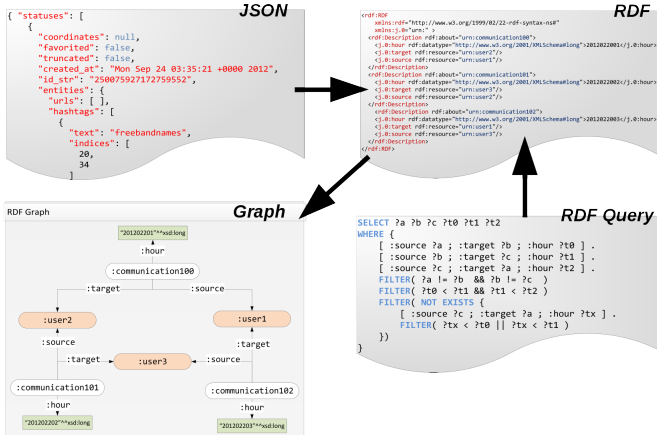 JSON
{ "statuses": [
{
"coordinates": null,
"favorited": false,
"truncated": false,
"created_at": "Mon Sep 24 03:35:21 +0000 2012",
"id_str": "250075927172759552",
"entities": {
"urls": [ ],
"hashtags": [
{
"text": "freebandnames",
"indices": [
20,
34
]
RDF
<rdf:RDF
xmlns:rdf="http://www.w3.org/1999/02/22-rdf-syntax-ns#"
xmlns:j.0="urn:" >
<rdf:Description rdf:about="urn:communication100">
<j.0:hour rdf:datatype="http://www.w3.org/2001/XMLSchema#long">2012022001</j.0:hour>
<j.0:target rdf:resource="urn:user2"/>
<j.0:source rdf:resource="urn:user1"/>
</rdf:Description>
<rdf:Description rdf:about="urn:communication101">
<j.0:hour rdf:datatype="http://www.w3.org/2001/XMLSchema#long">2012022002</j.0:hour>
<j.0:target rdf:resource="urn:user3"/>
<j.0:source rdf:resource="urn:user2"/>
</rdf:Description>
<rdf:Description rdf:about="urn:communication102">
<j.0:hour rdf:datatype="http://www.w3.org/2001/XMLSchema#long">2012022003</j.0:hour>
<j.0:target rdf:resource="urn:user1"/>
<j.0:source rdf:resource="urn:user3"/>
</rdf:Description>
</rdf:RDF>
RDF Graph
Graph
"201202201"^^xsd:long
:hour
:communication100
:target :source
:user2 :user1
:source :target
:target :user3 :source
:communication101 :communication102
:hour :hour
"201202202"^^xsd:long "201202203"^^xsd:long
RDF Query
SELECT ?a ?b ?c ?t0 ?t1 ?t2
WHERE {
[ :source ?a ; :target ?b ; :hour ?t0 ] .
[ :source ?b ; :target ?c ; :hour ?t1 ] .
[ :source ?c ; :target ?a ; :hour ?t2 ] .
FILTER( ?a != ?b && ?b != ?c )
FILTER( ?t0 < ?t1 && ?t1 < ?t2 )
FILTER( NOT EXISTS {
[ :source ?c ; :target ?a ; :hour ?tx ] .
FILTER( ?tx < ?t0 || ?tx < ?t1 )
})
}